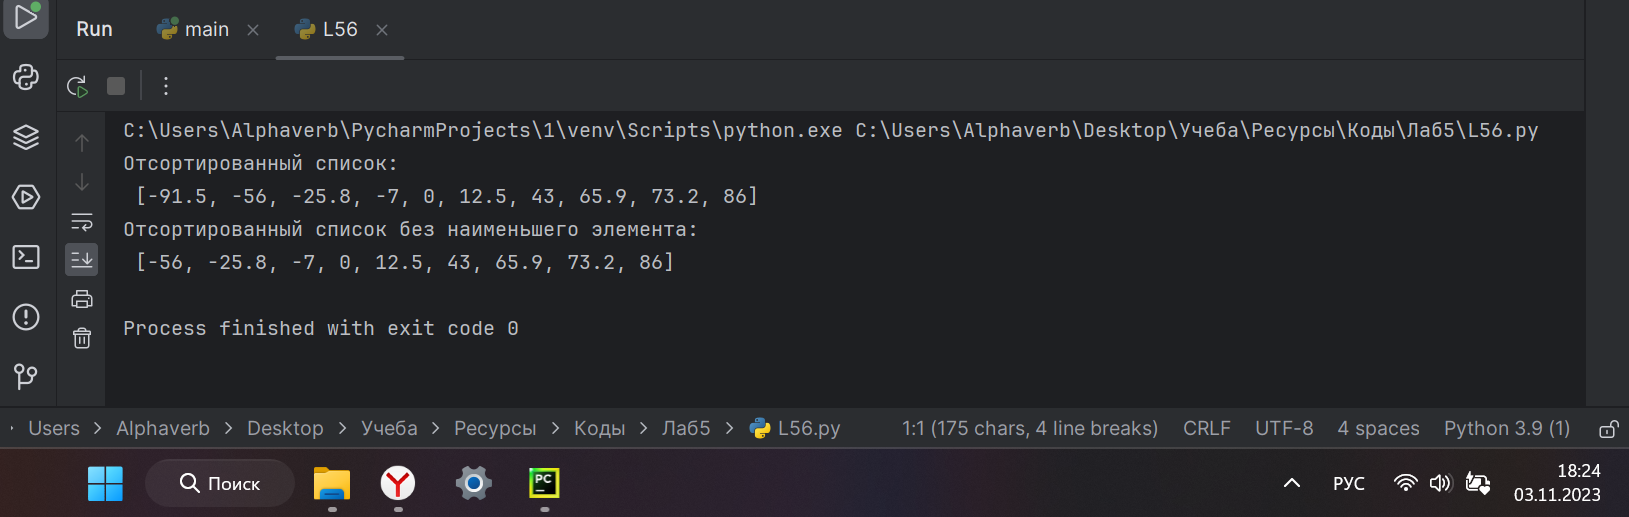 Run main L56
C:\Users\Alphaverb\PycharmProjects\1\venv\Scripts\python.exe C:\Users\Alphaverb\Desktop\Учеба\Ресурсы\Коды\Лаб5\L56.py
Отсортированный список:
[-91.5, -56, -25.8, -7, 0, 12.5, 43, 65.9, 73.2, 86]
Отсортированный список без наименьшего элемента:
[-56, -25.8, -7, 0, 12.5, 43, 65.9, 73.2, 86]
Process finished with exit code 0
Users > Alphaverb > Desktop > Учеба > Ресурсы > Коды > Лаб5 > L56.py 1:1 (175 chars, 4 line breaks) CRLF UTF-8 4 spaces Python 3.9 (1)
Поиск PC РУС 18:24
03.11.2023